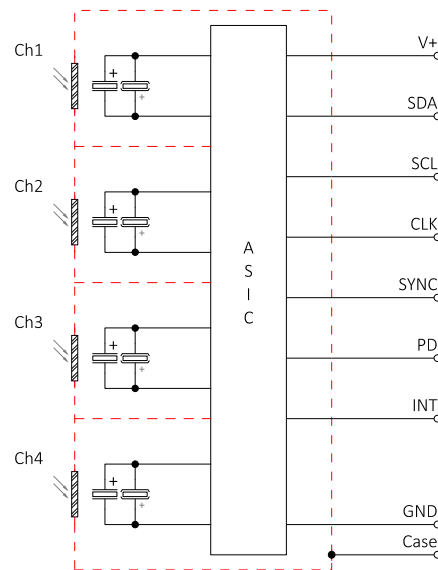 Ch1
V+
+
+
SDA
SCL
Ch2
+
+
CLK
A
S
I
C
SYNC
Ch3
+
+
PD
INT
Ch4
+
+
GND
Case